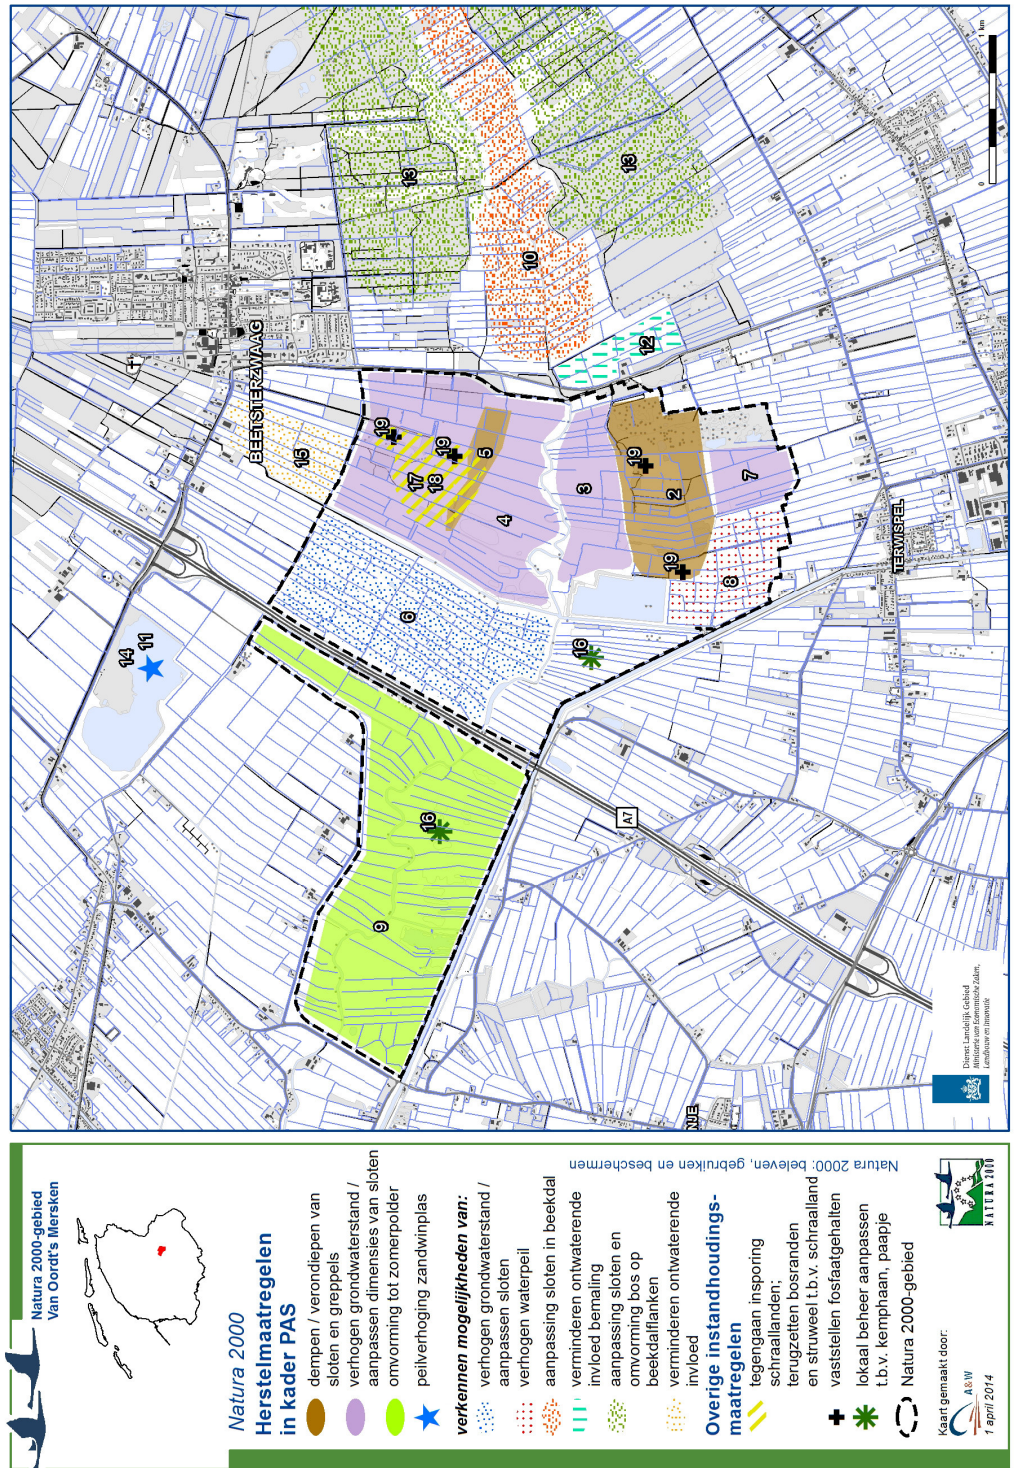 Natura 2000-gebied
Van Oordt's Mersken
Natura 2000
Herstelmaatregelen
in kader PAS
dempen / verondiepen van
sloten en greppels
verhogen grondwaterstand /
aanpassen dimensies van sloten
omvorming tot zomerpolder
peilverhoging zandwinplas
verkennen mogelijkheden van:
verhogen grondwaterstand /
aanpassen sloten
verhogen waterpeil
aanpassing sloten in beekdal
verminderen ontwaterende
invloed bemaling
aanpassing sloten en
omvorming bos op
beekdalflanken
verminderen ontwaterende
invloed
Overige instandhoudings-
maatregelen
tegengaan insporing
schraallanden;
terugzetten bosranden
en struweel t.b.v. schraalland
vaststellen fosfaatgehalten
lokaal beheer aanpassen
t.b.v. kemphaan, paapje
Natura 2000-gebied
Kaart gemaakt door:
A&W
1 april 2014
NATURA 2000
Natura 2000: beleven, gebruiken en beschermen
BEETSTERZWAAG
TERWISPEL
NJE
A7
14
11
15
13
13
10
12
19
19
17
18
5
4
6
3
19
2
7
19
8
16
16
9
0
1 km
Dienst Landelijk Gebied
Ministerie van Economische Zaken,
Landbouw en Innovatie